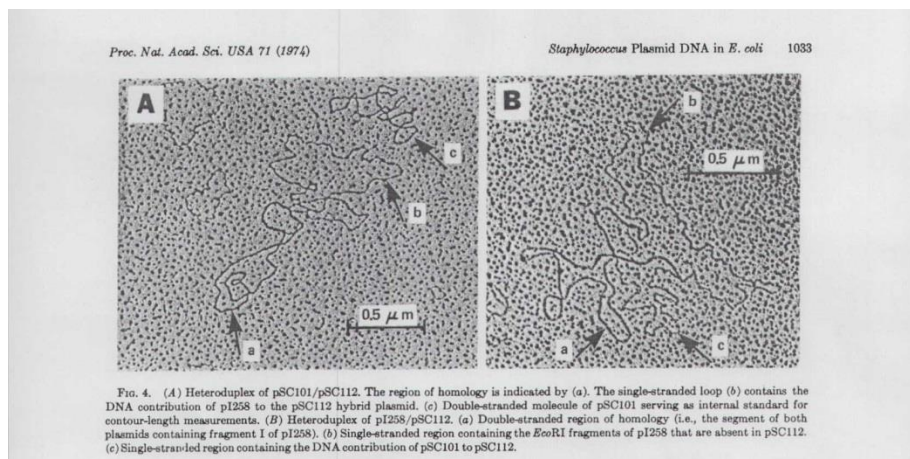 Proc. Nat. Acad. Sci. USA 71 (1974)
Staphylococcus Plasmid DNA in E. coli 1033
A
c
b
0.5 μm
a
B
b
0.5 μm
a
c
FIG. 4. (A) Heteroduplex of pSC101/pSC112. The region of homology is indicated by (a). The single-stranded loop (b) contains the
DNA contribution of pI258 to the pSC112 hybrid plasmid. (c) Double-stranded molecule of pSC101 serving as internal standard for
contour-length measurements. (B) Heteroduplex of pI258/pSC112. (a) Double-stranded region of homology (i.e., the segment of both
plasmids containing fragment I of pI258). (b) Single-stranded region containing the EcoRI fragments of pI258 that are absent in pSC112.
(c) Single-stranded region containing the DNA contribution of pSC101 to pSC112.